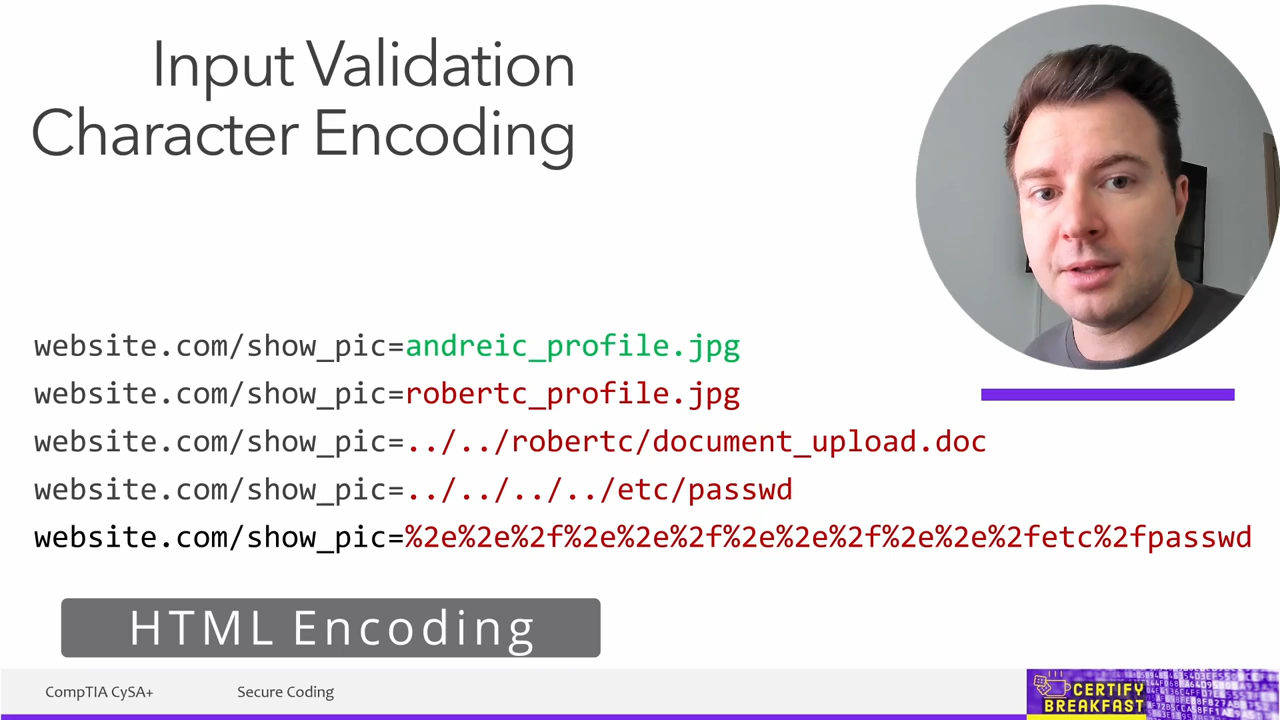 Input Validation
Character Encoding
website.com/show_pic=andreic_profile.jpg
website.com/show_pic=robertc_profile.jpg
website.com/show_pic=../../robertc/document_upload.doc
website.com/show_pic=../../../../etc/passwd
website.com/show_pic=%2e%2e%2f%2e%2e%2f%2e%2e%2f%2e%2e%2fetc%2fpasswd
HTML Encoding
CompTIA CySA+
Secure Coding
CERTIFY
BREAKFAST